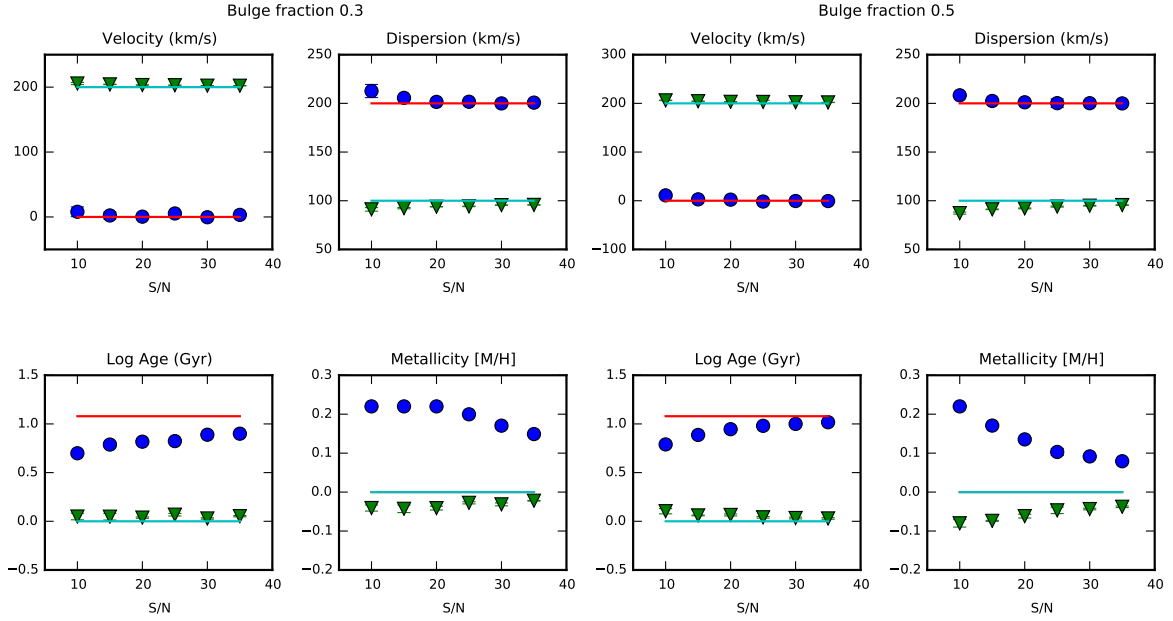 Bulge fraction 0.3
Bulge fraction 0.5
Velocity (km/s)
200
100
0
10 20 30 40
S/N
Dispersion (km/s)
250
200
150
100
50
10 20 30 40
S/N
Velocity (km/s)
300
200
100
0
−100
10 20 30 40
S/N
Dispersion (km/s)
250
200
150
100
50
10 20 30 40
S/N
Log Age (Gyr)
1.5
1.0
0.5
0.0
−0.5
10 20 30 40
S/N
Metallicity [M/H]
0.3
0.2
0.1
0.0
−0.1
−0.2
10 20 30 40
S/N
Log Age (Gyr)
1.5
1.0
0.5
0.0
−0.5
10 20 30 40
S/N
Metallicity [M/H]
0.3
0.2
0.1
0.0
−0.1
−0.2
10 20 30 40
S/N